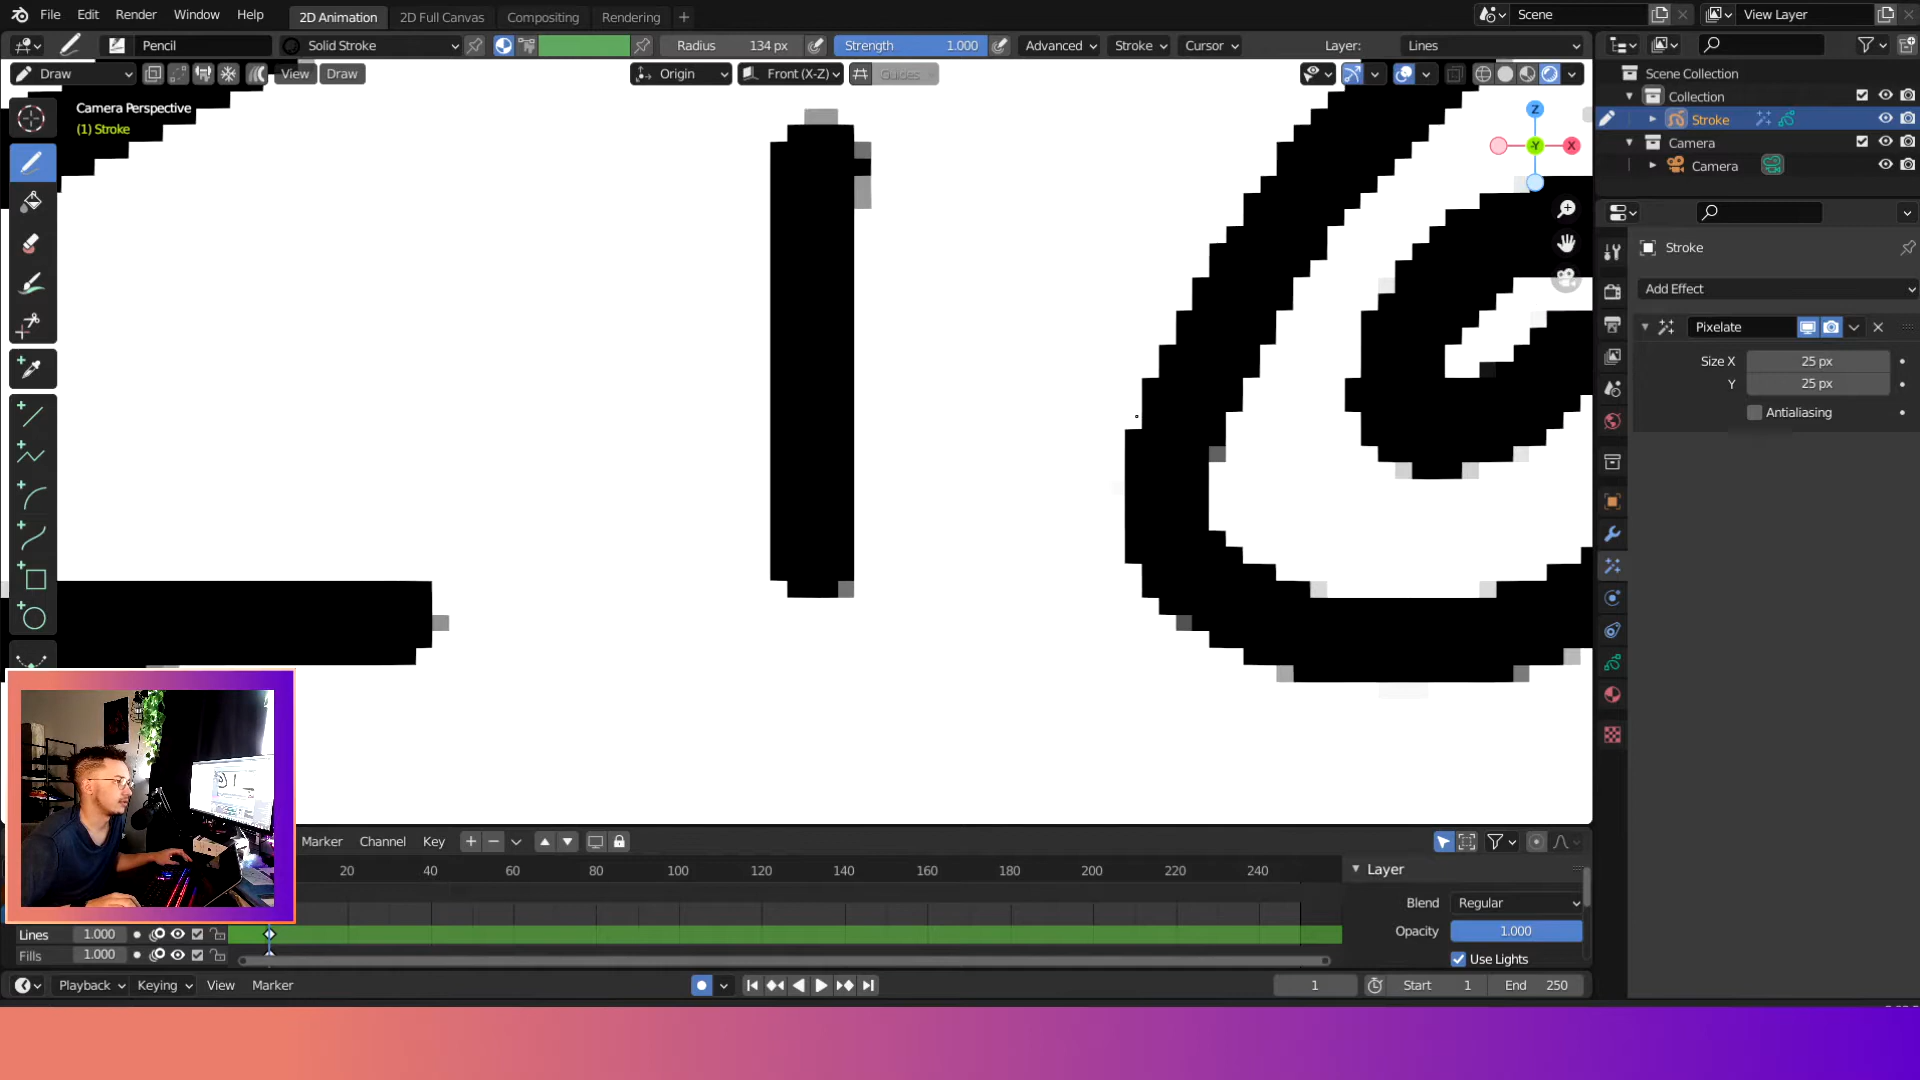 File Edit Render Window Help 2D Animation 2D Full Canvas Compositing Rendering + Scene View Layer
Pencil Solid Stroke Radius 134 px Strength 1.000 Advanced Stroke Cursor Layer: Lines
Draw View Draw Origin Front (X-Z) Guides
Camera Perspective
(1) Stroke
Z
-Y X
Scene Collection
Collection
Stroke
Camera
Camera
Stroke
Add Effect
Pixelate
Size X 25 px
Y 25 px
Antialiasing
Marker Channel Key
20 40 60 80 100 120 140 160 180 200 220 240
Layer
Blend Regular
Opacity 1.000
Use Lights
Lines 1.000
Fills 1.000
Playback Keying View Marker 1 Start 1 End 250